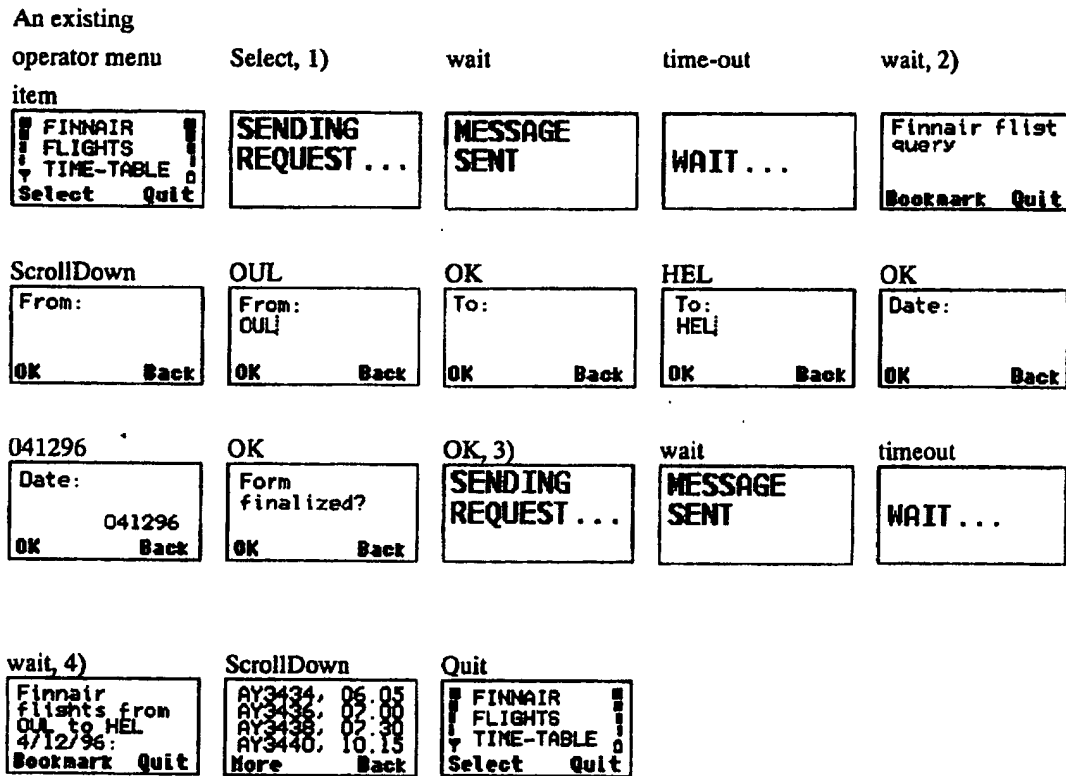 An existing
operator menu
item
Select, 1)
wait
time-out
wait, 2)
FINNAIR
FLIGHTS
TIME-TABLE
Select Quit
SENDING
REQUEST...
MESSAGE
SENT
WAIT...
Finnair flist
query
Bookmark Quit
ScrollDown
OUL
OK
HEL
OK
From:
OK Back
From:
OUL
OK Back
To:
OK Back
To:
HEL
OK Back
Date:
OK Back
041296
OK
OK, 3)
wait
timeout
Date:
041296
OK Back
Form
finalized?
OK Back
SENDING
REQUEST...
MESSAGE
SENT
WAIT...
wait, 4)
ScrollDown
Quit
Finnair
flishts from
OUL to HEL
4/12/96:
Bookmark Quit
AY3434, 06.05
AY3436, 07.00
AY3438, 07.30
AY3440, 10.15
More Back
FINNAIR
FLIGHTS
TIME-TABLE
Select Quit